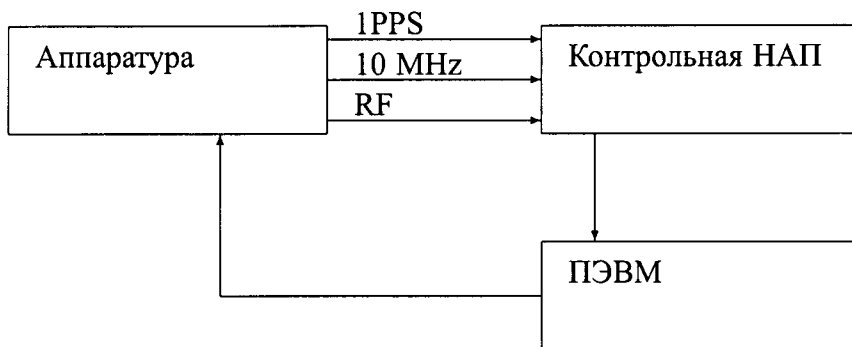 1PPS
Аппаратура
Контрольная НАП
10 MHz
RF
ПЭВМ